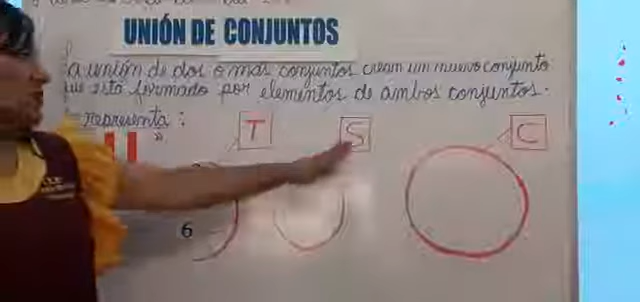 UNIÓN DE CONJUNTOS
a unión de dos o más conjuntos crean un nuevo conjunto
que está formado por elementos de ambos conjuntos.
representa:
T
S
C
6